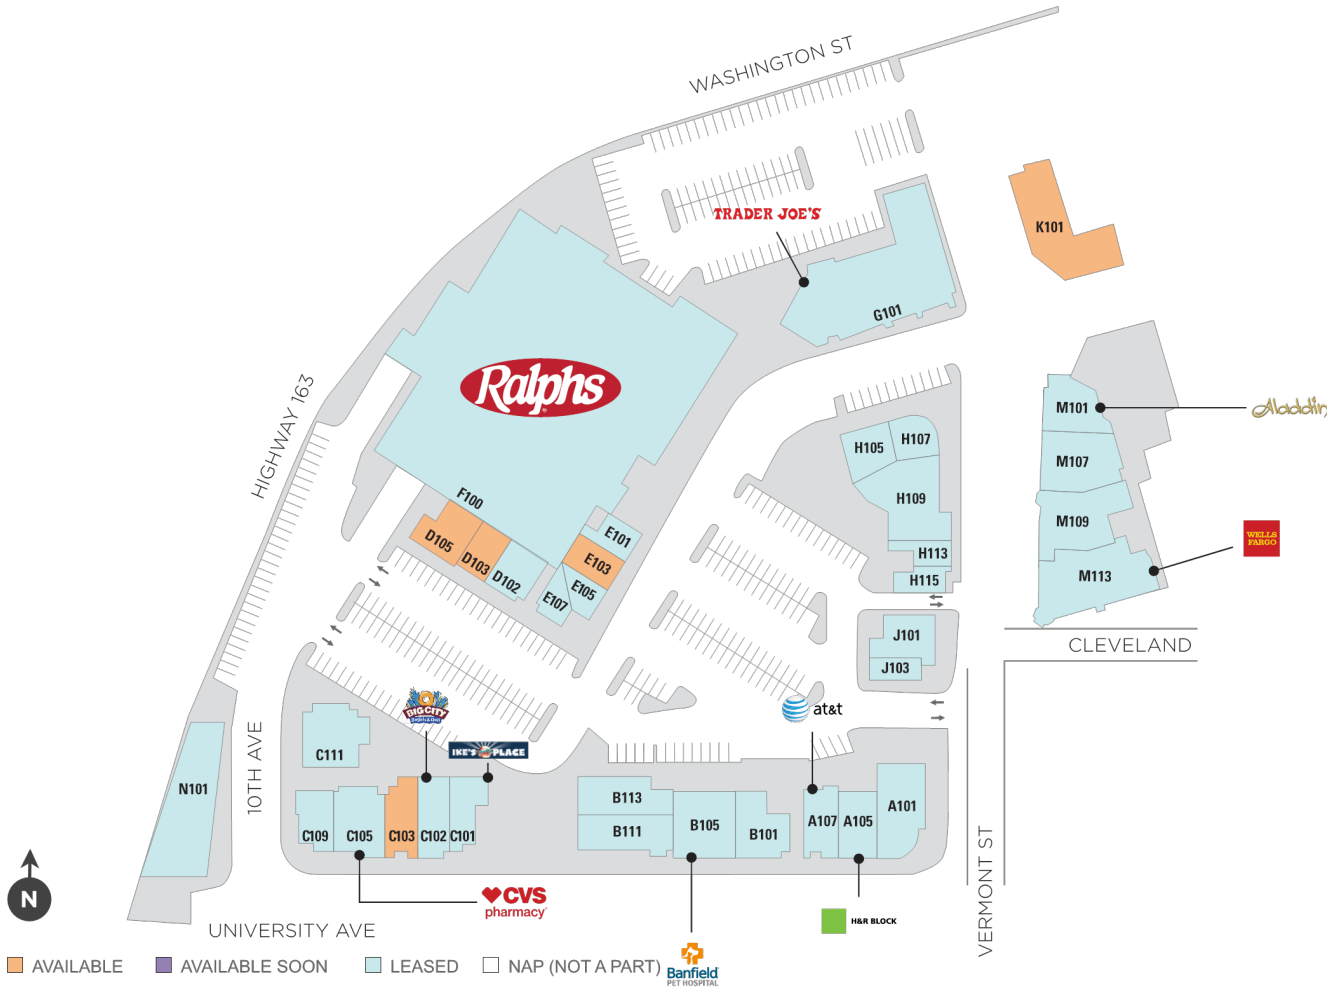 WASHINGTON ST
TRADER JOE'S
K101
G101
HIGHWAY 163
Ralphs
M101
Aladdin
H105
H107
M107
F100
H109
M109
D105
D103
D102
E101
E103
E105
E107
H113
H115
WELLS
FARGO
M113
J101
J103
CLEVELAND
BIG CITY
at&t
IKE'S PLACE
C111
10TH AVE
N101
C109
C105
C103
C102
C101
B113
B111
B105
B101
A107
A105
A101
VERMONT ST
CVS
pharmacy
H&R BLOCK
N
UNIVERSITY AVE
AVAILABLE
AVAILABLE SOON
LEASED
NAP (NOT A PART)
Banfield
PET HOSPITAL